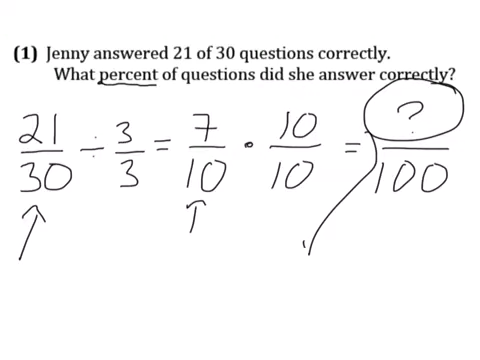 (1) Jenny answered 21 of 30 questions correctly.
What percent of questions did she answer correctly?
21/30 ÷ 3/3 = 7/10 · 10/10 = ?/100